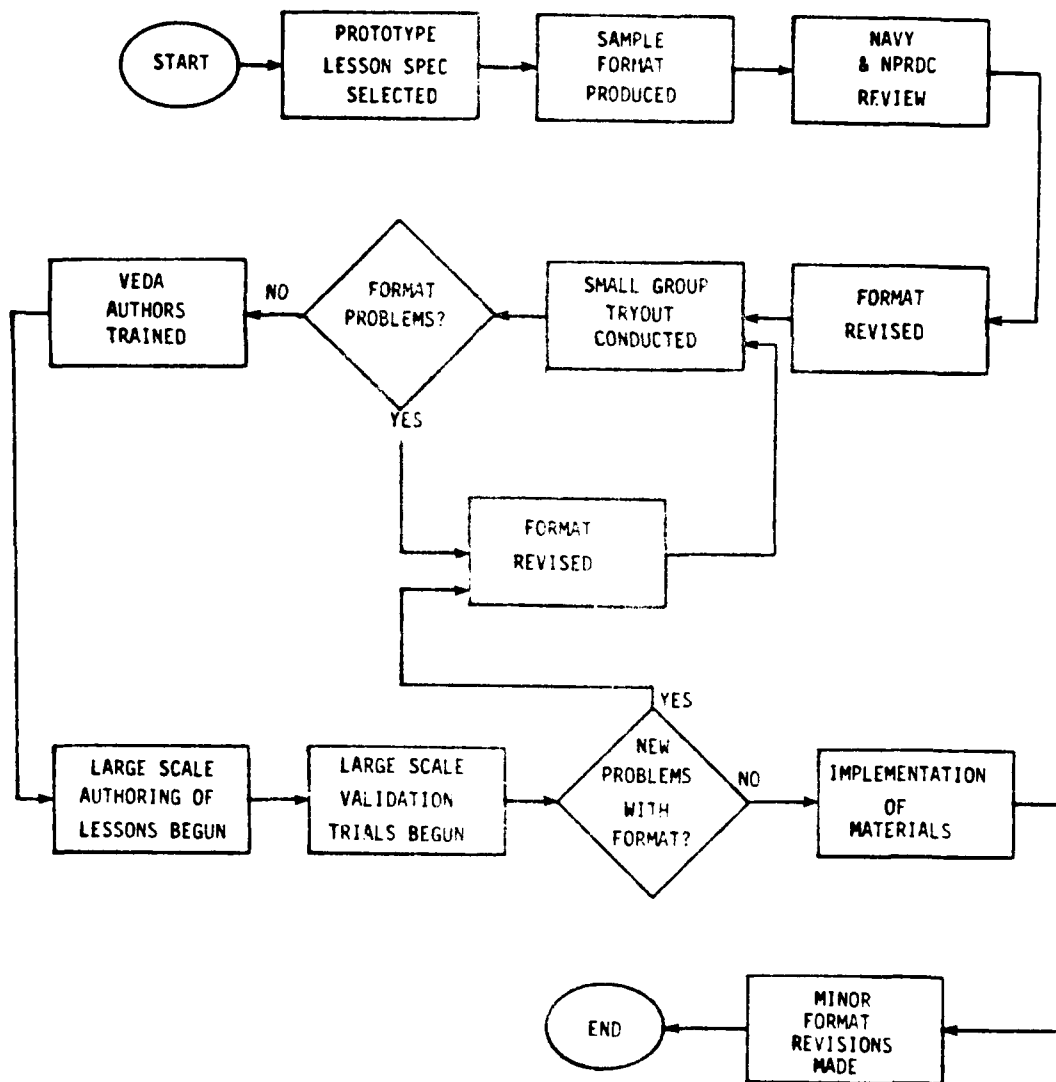 START
PROTOTYPE
LESSON SPEC
SELECTED
SAMPLE
FORMAT
PRODUCED
NAVY
& NPRDC
REVIEW
VEDA
AUTHORS
TRAINED
NO
FORMAT
PROBLEMS?
SMALL GROUP
TRYOUT
CONDUCTED
FORMAT
REVISED
YES
FORMAT
REVISED
YES
LARGE SCALE
AUTHORING OF
LESSONS BEGUN
LARGE SCALE
VALIDATION
TRIALS BEGUN
NEW
PROBLEMS
WITH
FORMAT?
NO
IMPLEMENTATION
OF
MATERIALS
END
MINOR
FORMAT
REVISIONS
MADE